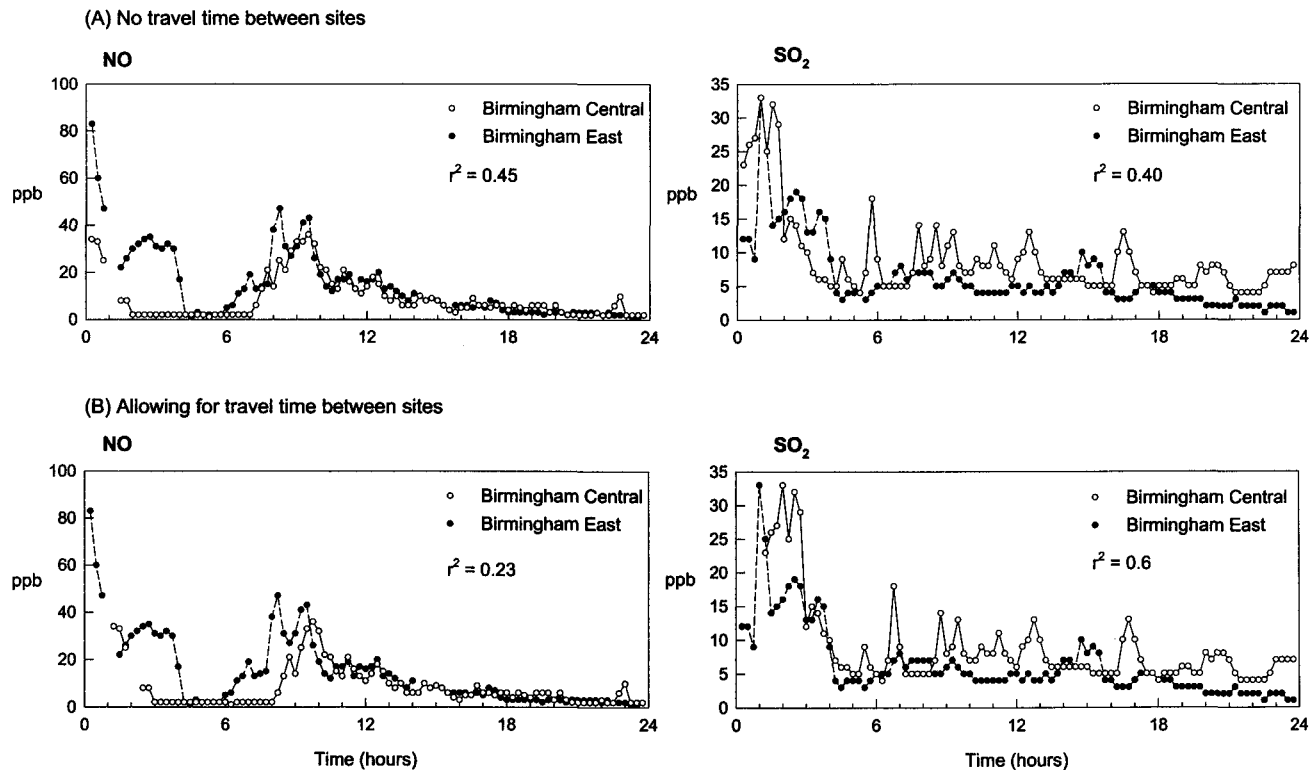 (A) No travel time between sites
NO
100
80
60
ppb
40
20
0
0 6 12 18 24
○ Birmingham Central
● Birmingham East
r² = 0.45
SO₂
35
30
25
20
ppb
15
10
5
0
0 6 12 18 24
○ Birmingham Central
● Birmingham East
r² = 0.40
(B) Allowing for travel time between sites
NO
100
80
60
ppb
40
20
0
0 6 12 18 24
Time (hours)
○ Birmingham Central
● Birmingham East
r² = 0.23
SO₂
35
30
25
20
ppb
15
10
5
0
0 6 12 18 24
Time (hours)
○ Birmingham Central
● Birmingham East
r² = 0.6